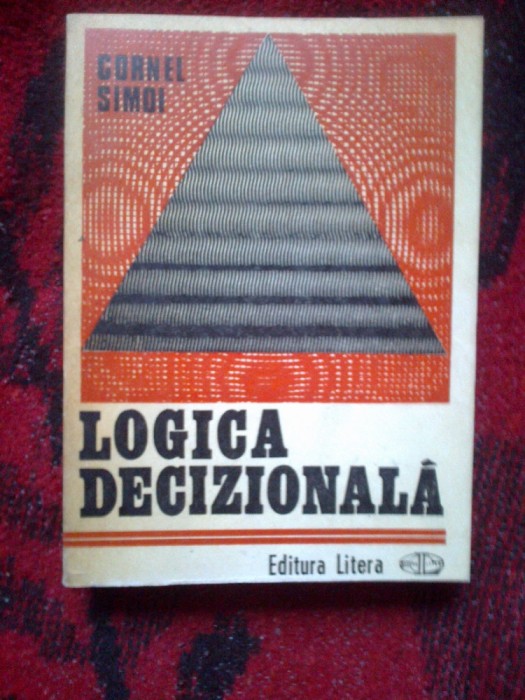 CORNEL
SIMOI
LOGICA
DECIZIONALĂ
Editura Litera